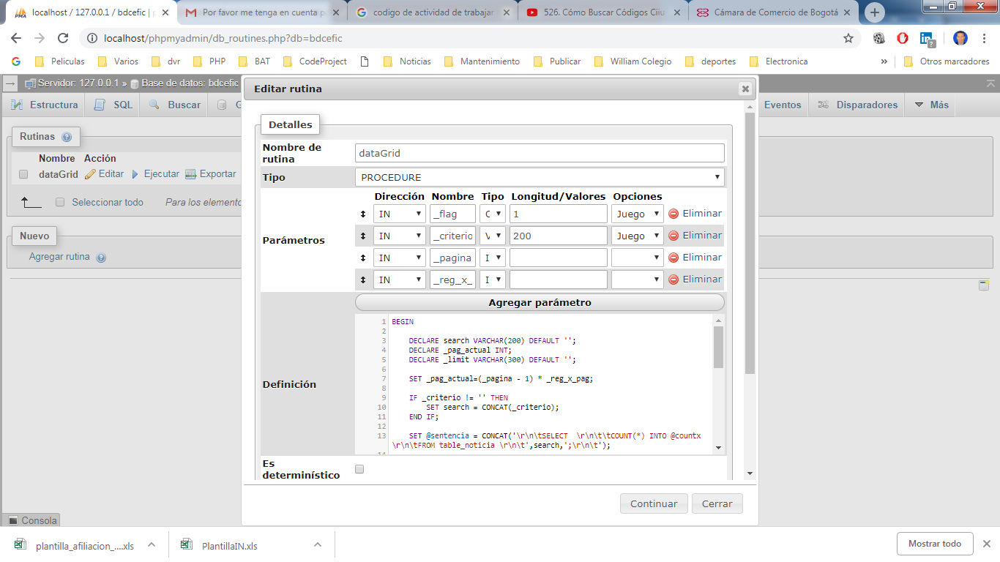 localhost / 127.0.0.1 / bdcefic | p
Por favor me tenga en cuenta p
codigo de actividad de trabajar
526. Cómo Buscar Códigos Ciiu
Cámara de Comercio de Bogotá
localhost/phpmyadmin/db_routines.php?db=bdcefic
Peliculas
Varios
dvr
PHP
BAT
CodeProject
Noticias
Mantenimiento
Publicar
William Colegio
deportes
Electronica
»
Otros marcadores
Servidor: 127.0.0.1 » Base de datos: bdcefic
Estructura
SQL
Buscar
G
Eventos
Disparadores
Más
Rutinas
Nombre Acción
dataGrid Editar Ejecutar Exportar
Seleccionar todo Para los elemento
Nuevo
Agregar rutina
Editar rutina
Detalles
Nombre de rutina dataGrid
Tipo PROCEDURE
Parámetros
Dirección Nombre Tipo Longitud/Valores Opciones
IN _flag C 1 Juego Eliminar
IN _criterio V 200 Juego Eliminar
IN _pagina I Eliminar
IN _reg_x_ I Eliminar
Agregar parámetro
Definición
1 BEGIN
2
3 DECLARE search VARCHAR(200) DEFAULT '';
4 DECLARE _pag_actual INT;
5 DECLARE _limit VARCHAR(300) DEFAULT '';
6
7 SET _pag_actual=(_pagina - 1) * _reg_x_pag;
8
9 IF _criterio != '' THEN
10 SET search = CONCAT(_criterio);
11 END IF;
12
13 SET @sentencia = CONCAT('\r\n\tSELECT \r\n\t\tCOUNT(*) INTO @countx
\r\n\tFROM table_noticia \r\n\t',search,';\r\n\t');
14
Es determinístico
Continuar
Cerrar
Consola
plantilla_afiliacion_....xls
PlantillaIN.xls
Mostrar todo